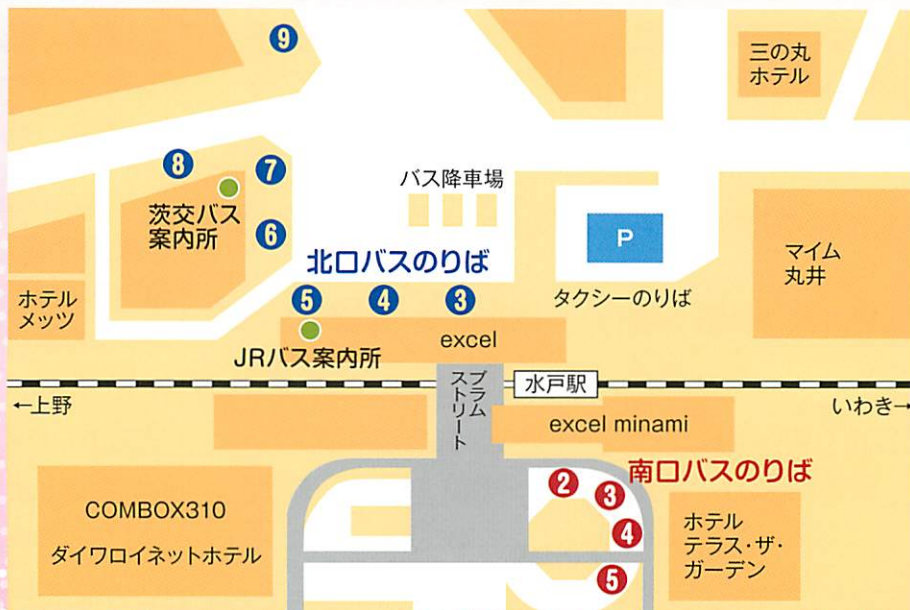 9
三の丸
ホテル
8
7
茨交バス
案内所
6
バス降車場
P
マイム
丸井
北口バスのりば
タクシーのりば
ホテル
メッツ
5
4
3
JRバス案内所
excel
プラム
ストリート
水戸駅
←上野
いわき→
excel minami
南口バスのりば
2
3
4
5
COMBOX310
ダイワロイネットホテル
ホテル
テラス・ザ・
ガーデン